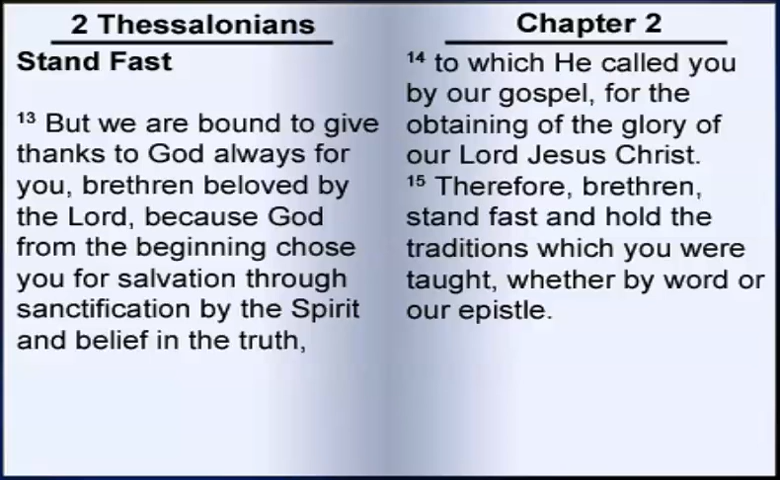 2 Thessalonians
Stand Fast
¹³ But we are bound to give
thanks to God always for
you, brethren beloved by
the Lord, because God
from the beginning chose
you for salvation through
sanctification by the Spirit
and belief in the truth,
Chapter 2
¹⁴ to which He called you
by our gospel, for the
obtaining of the glory of
our Lord Jesus Christ.
¹⁵ Therefore, brethren,
stand fast and hold the
traditions which you were
taught, whether by word or
our epistle.